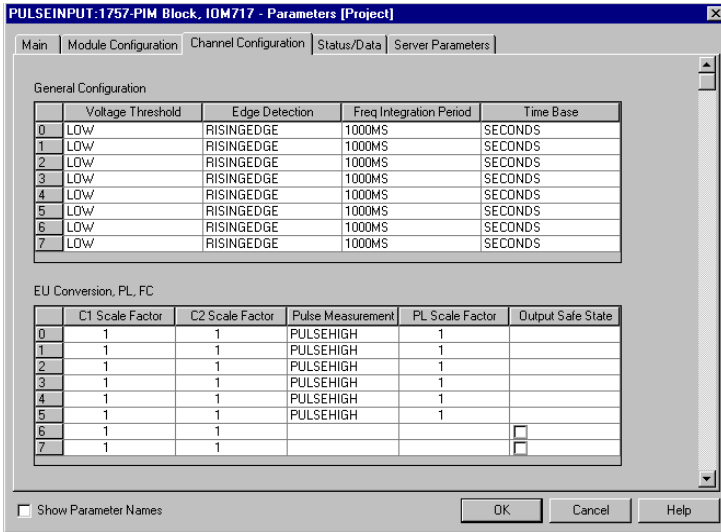 PULSEINPUT:1757-PIM Block, IOM717 - Parameters [Project]
Main Module Configuration Channel Configuration Status/Data Server Parameters
General Configuration
Voltage Threshold Edge Detection Freq Integration Period Time Base
0 LOW RISINGEDGE 1000MS SECONDS
1 LOW RISINGEDGE 1000MS SECONDS
2 LOW RISINGEDGE 1000MS SECONDS
3 LOW RISINGEDGE 1000MS SECONDS
4 LOW RISINGEDGE 1000MS SECONDS
5 LOW RISINGEDGE 1000MS SECONDS
6 LOW RISINGEDGE 1000MS SECONDS
7 LOW RISINGEDGE 1000MS SECONDS
EU Conversion, PL, FC
C1 Scale Factor C2 Scale Factor Pulse Measurement PL Scale Factor Output Safe State
0 1 1 PULSEHIGH 1
1 1 1 PULSEHIGH 1
2 1 1 PULSEHIGH 1
3 1 1 PULSEHIGH 1
4 1 1 PULSEHIGH 1
5 1 1 PULSEHIGH 1
6 1 1
7 1 1
Show Parameter Names OK Cancel Help